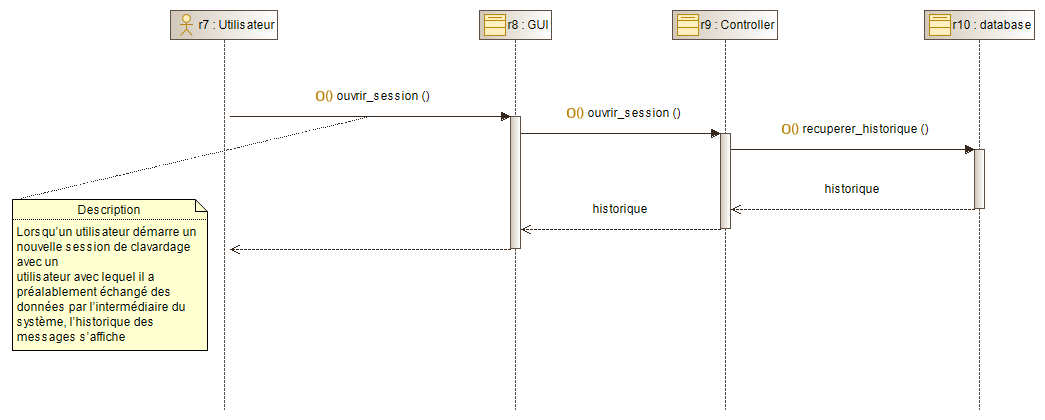 r7 : Utilisateur
r8 : GUI
r9 : Controller
r10 : database
O() ouvrir_session ()
O() ouvrir_session ()
O() recuperer_historique ()
historique
historique
Description
Lorsqu’un utilisateur démarre un
nouvelle session de clavardage
avec un
utilisateur avec lequel il a
préalablement échangé des
données par l’intermédiaire du
système, l’historique des
messages s’affiche